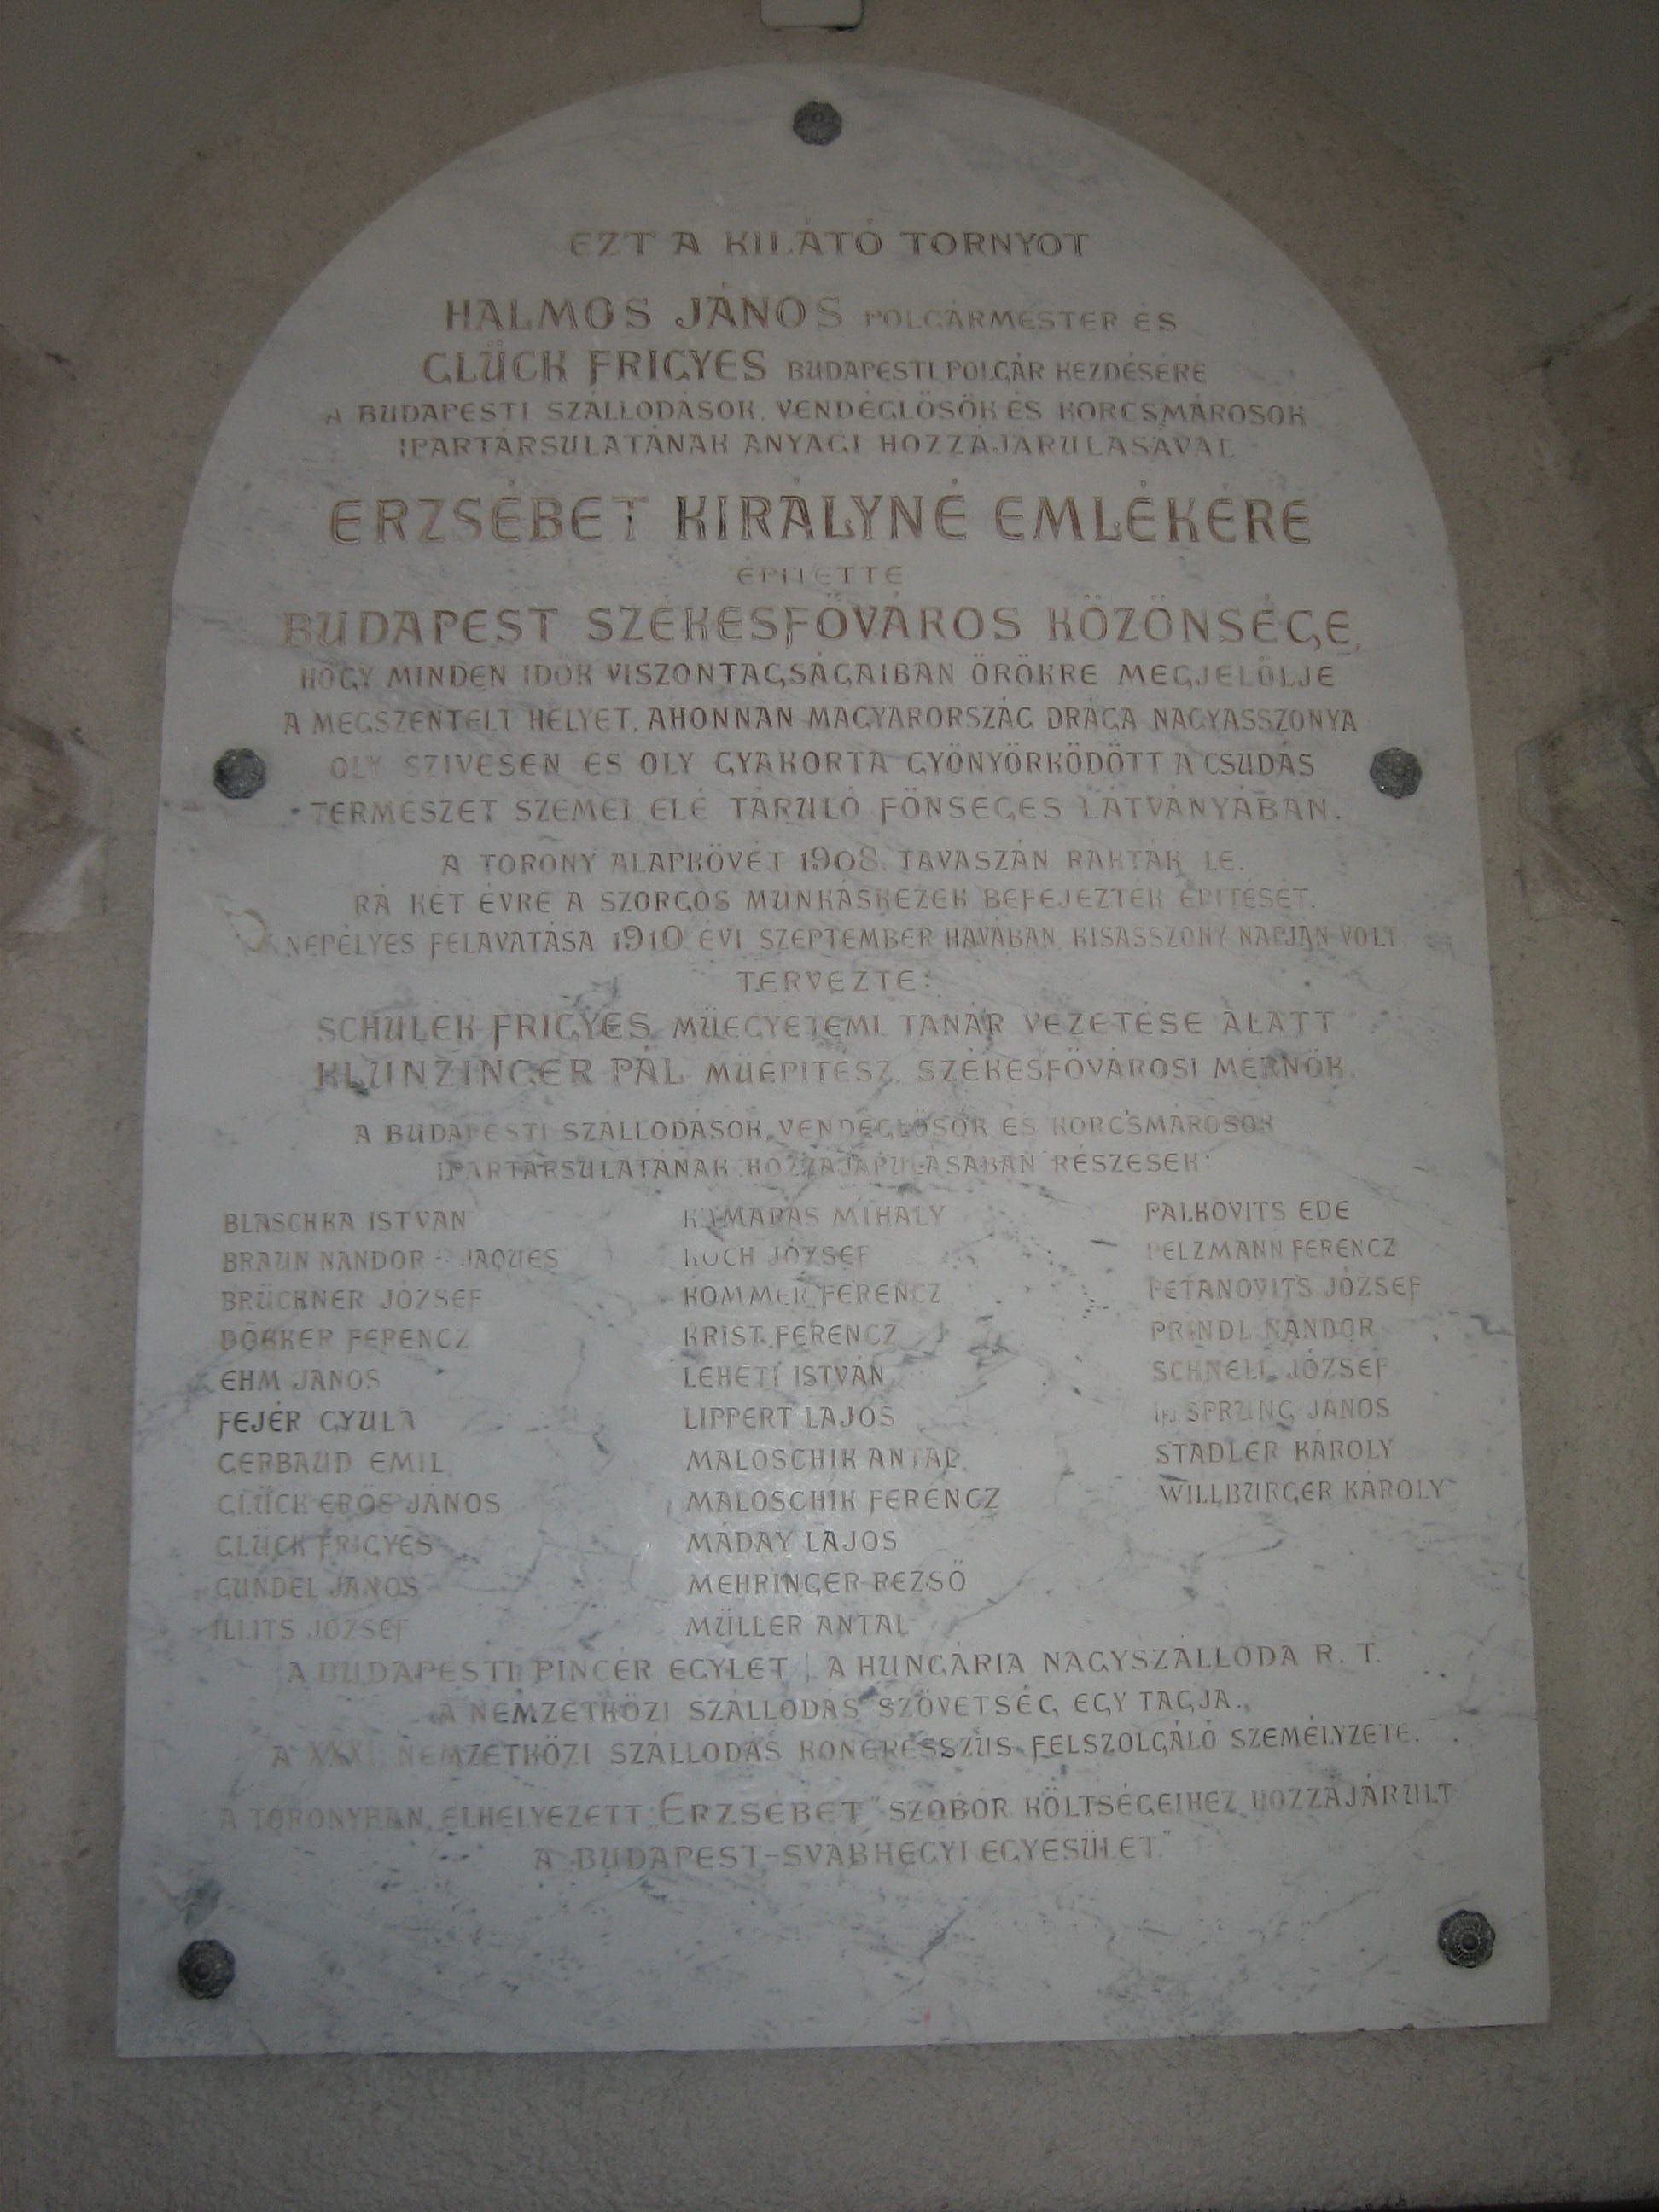 EZT A KILÁTÓ TORNYOT
HALMOS JÁNOS POLGÁRMESTER ÉS
GLÜCK FRIGYES BUDAPESTI POLGÁR KEZDÉSÉRE
A BUDAPESTI SZÁLLODÁSOK, VENDÉGLŐSÖK ÉS KORCSMÁROSOK
IPARTÁRSULATÁNAK ANYAGI HOZZÁJÁRULÁSÁVAL
ERZSÉBET KIRÁLYNÉ EMLÉKÉRE
ÉPITETTE
BUDAPEST SZÉKESFŐVÁROS KÖZÖNSÉGE,
HOGY MINDEN IDŐK VISZONTAGSÁGAIBAN ÖRÖKRE MEGJELÖLJE
A MEGSZENTELT HELYET, AHONNAN MAGYARORSZÁG DRÁGA NAGYASSZONYA
OLY SZIVESEN ÉS OLY GYAKORTA GYÖNYÖRKÖDÖTT A CSUDÁS
TERMÉSZET SZEMEI ELÉ TÁRULÓ FÖNSÉGES LÁTVÁNYÁBAN.
A TORONY ALAPKÖVÉT 1908. TAVASZÁN RAKTÁK LE.
RÁ KÉT ÉVRE A SZORGOS MUNKÁSKEZEK BEFEJEZTÉK ÉPITÉSÉT.
ÜNNEPÉLYES FELAVATÁSA 1910 ÉVI SZEPTEMBER HAVÁBAN, KISASSZONY NAPJÁN VOLT.
TERVEZTE:
SCHULEK FRIGYES MŰEGYETEMI TANÁR VEZETÉSE ALATT
KLUNZINGER PÁL MŰÉPITÉSZ, SZÉKESFŐVÁROSI MÉRNÖK.
A BUDAPESTI SZÁLLODÁSOK, VENDÉGLŐSÖK ÉS KORCSMÁROSOK
IPARTÁRSULATÁNAK HOZZÁJÁRULÁSÁBAN RÉSZESEK:
BLASCHKA ISTVÁN
BRAUN NÁNDOR JAQUES
BRÜCKNER JÓZSEF
DÖKKER FERENCZ
EHM JÁNOS
FEJÉR GYULA
GERBAUD EMIL
GLÜCK ERŐS JÁNOS
GLÜCK FRIGYES
GUNDEL JÁNOS
ILLITS JÓZSEF
MIHÁLY
KOCH JÓZSEF
KOMMER FERENCZ
KRIST FERENCZ
LEHETI ISTVÁN
LIPPERT LAJOS
MALOSCHIK ANTAL
MALOSCHIK FERENCZ
MÁDAY LAJOS
MEHRINGER REZSŐ
MÜLLER ANTAL
PALKOVITS EDE
PELZMANN FERENCZ
PETANOVITS JÓZSEF
PRINDL NÁNDOR
SCHNELL JÓZSEF
IFJ. SPRUNG JÁNOS
STADLER KÁROLY
WILLBURGER KÁROLY
A BUDAPESTI PINCÉR EGYLET | A HUNGÁRIA NAGYSZÁLLODA R. T.
A NEMZETKÖZI SZÁLLODÁS SZÖVETSÉG EGY TAGJA.
A XXXI. NEMZETKÖZI SZÁLLODÁS KONGRESSZUS FELSZOLGÁLÓ SZEMÉLYZETE.
A TORONYBAN ELHELYEZETT „ERZSÉBET" SZOBOR KÖLTSÉGEIHEZ HOZZÁJÁRULT
A „BUDAPEST-SVÁBHEGYI EGYESÜLET."